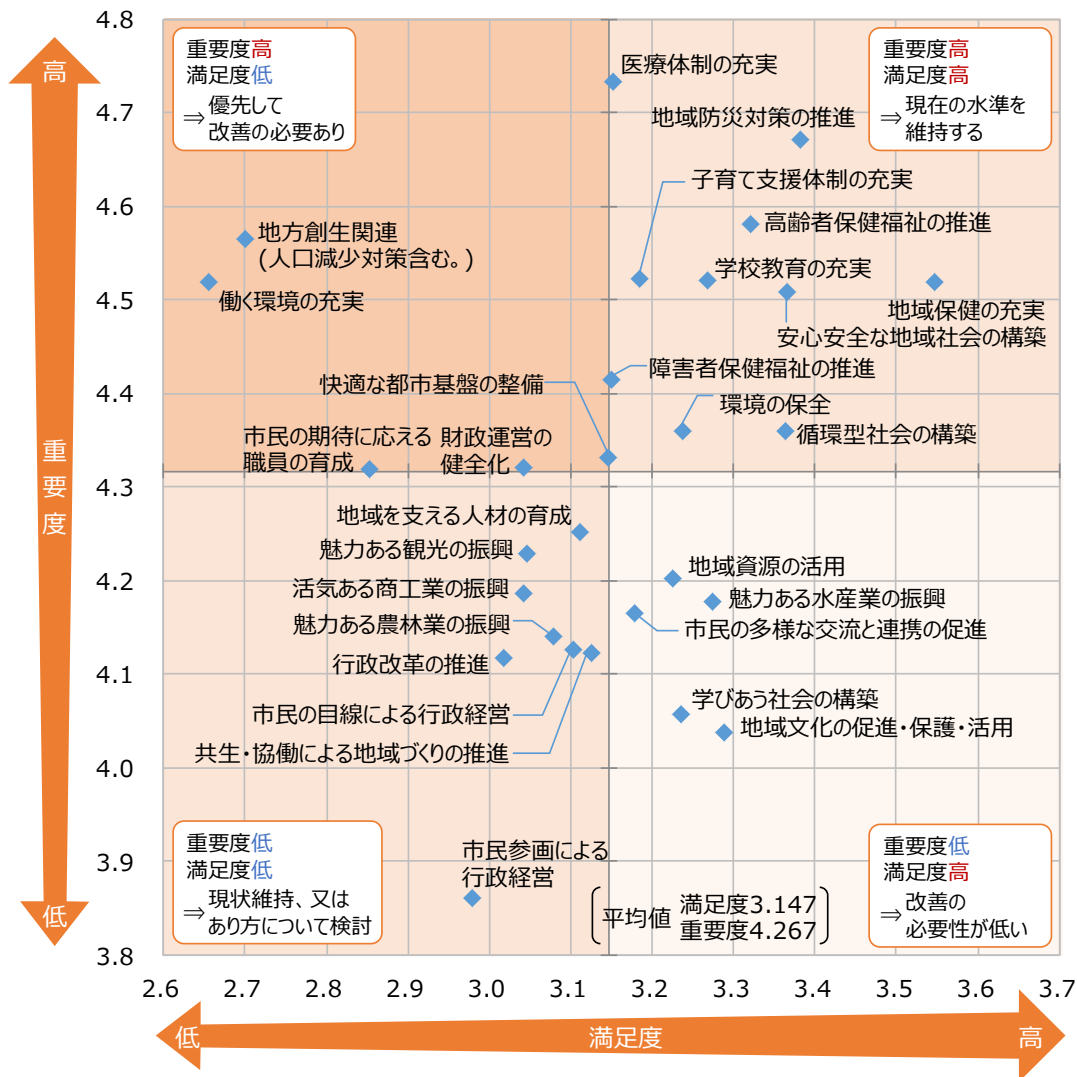 4.8
4.7
4.6
4.5
4.4
4.3
4.2
4.1
4.0
3.9
3.8
高
重要度
低
重要度高
満足度低
⇒ 優先して
改善の必要あり
重要度高
満足度高
⇒ 現在の水準を
維持する
医療体制の充実
地域防災対策の推進
子育て支援体制の充実
高齢者保健福祉の推進
地方創生関連
(人口減少対策含む。)
学校教育の充実
働く環境の充実
地域保健の充実
安心安全な地域社会の構築
障害者保健福祉の推進
快適な都市基盤の整備
環境の保全
循環型社会の構築
市民の期待に応える
職員の育成
財政運営の
健全化
地域を支える人材の育成
魅力ある観光の振興
地域資源の活用
活気ある商工業の振興
魅力ある水産業の振興
魅力ある農林業の振興
市民の多様な交流と連携の促進
行政改革の推進
学びあう社会の構築
市民の目線による行政経営
地域文化の促進・保護・活用
共生・協働による地域づくりの推進
市民参画による
行政経営
重要度低
満足度低
⇒ 現状維持、又は
あり方について検討
平均値 満足度3.147
重要度4.267
重要度低
満足度高
⇒ 改善の
必要性が低い
2.6 2.7 2.8 2.9 3.0 3.1 3.2 3.3 3.4 3.5 3.6 3.7
低 満足度 高